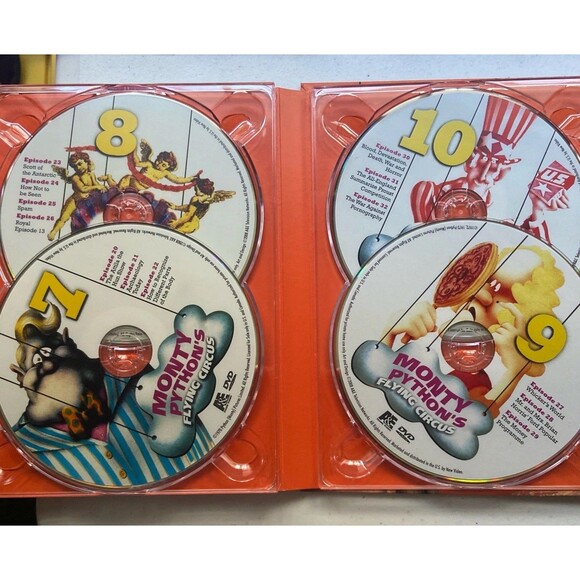 8
Episode 23
Scott of
the Antarctic
Episode 24
How Not to
be Seen
Episode 25
Spam
Episode 26
Royal
Episode 13
10
Episode 30
Blood, Devastation,
Death, War and
Horror
Episode 31
The All-England
Summarize Proust
Competition
Episode 32
The War Against
Pornography
U.S.
7
Episode 20
The Attila the
Hun Show
Episode 21
Archaeology
Today
Episode 22
How to Recognize
Different Parts
of the Body
MONTY
PYTHON'S
FLYING CIRCUS
A&E
DVD
9
Episode 27
Whicker's World
Episode 28
Mr. and Mrs. Brian
Norris' Ford Popular
Episode 29
The Money
Programme
MONTY
PYTHON'S
FLYING CIRCUS
A&E
DVD